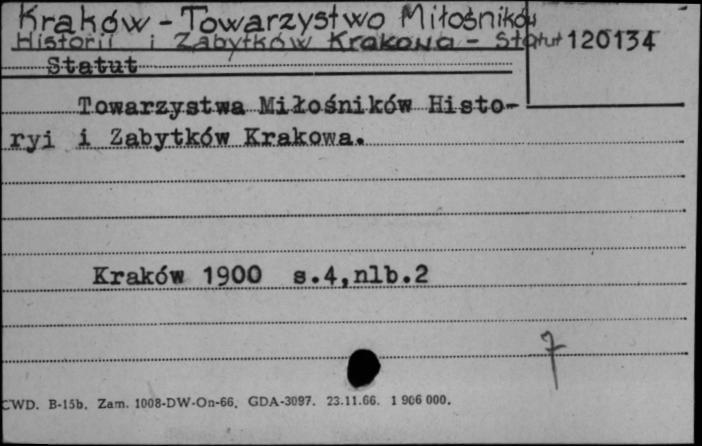 Kraków - Towarzystwo Miłośników
Historii i Zabytków Krakowa - Statut 120134
Statut
Towarzystwa Miłośników Histo-
ryi i Zabytków Krakowa.
Kraków 1900 s.4,nlb.2
7
CWD. B-15b. Zam. 1008-DW-On-66. GDA-3097. 23.11.66. 1 906 000.